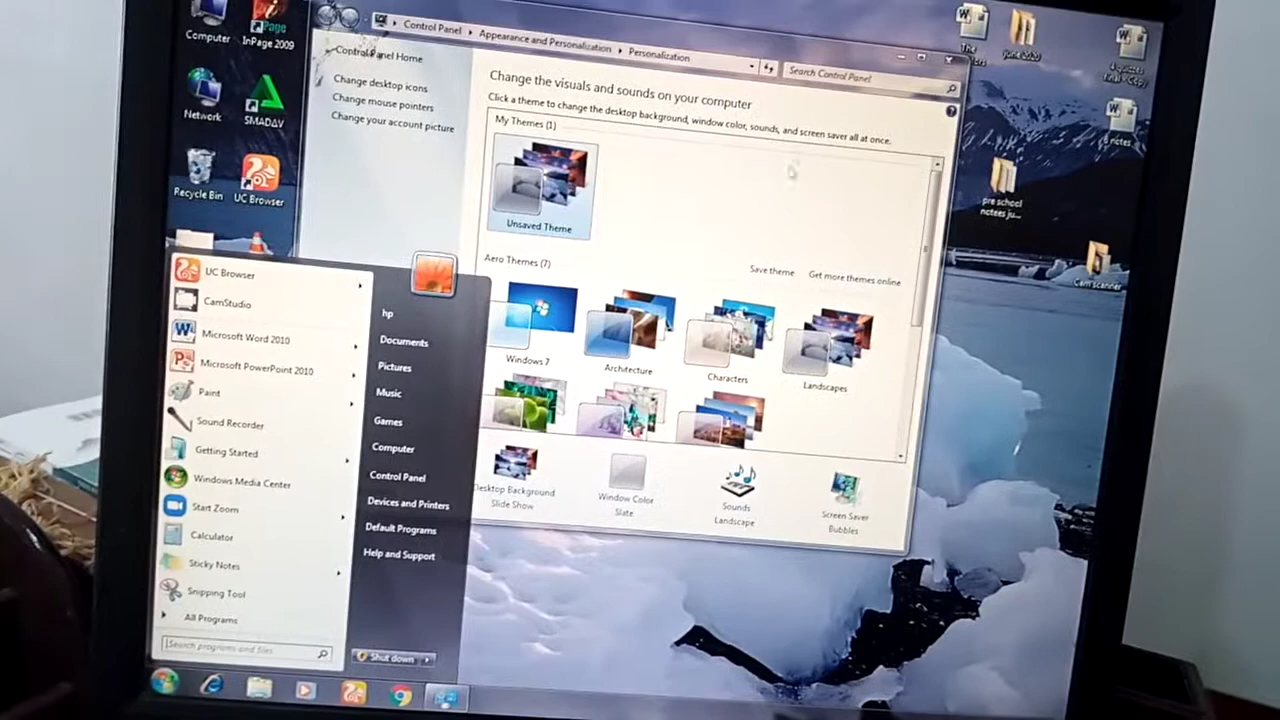 Computer
InPage 2009
Network
SMADAV
Recycle Bin
UC Browser
Control Panel
Appearance and Personalization
Personalization
Search Control Panel
Control Panel Home
Change desktop icons
Change mouse pointers
Change your account picture
Change the visuals and sounds on your computer
Click a theme to change the desktop background, window color, sounds, and screen saver all at once.
My Themes (1)
Unsaved Theme
Save theme
Get more themes online
Aero Themes (7)
Windows 7
Architecture
Characters
Landscapes
Desktop Background
Slide Show
Window Color
Slate
Sounds
Landscape
Screen Saver
Bubbles
The
june 2020
notes
pre school
notees ju...
Cam scanner
UC Browser
CamStudio
Microsoft Word 2010
Microsoft PowerPoint 2010
Paint
Sound Recorder
Getting Started
Windows Media Center
Start Zoom
Calculator
Sticky Notes
Snipping Tool
All Programs
Search programs and files
hp
Documents
Pictures
Music
Games
Computer
Control Panel
Devices and Printers
Default Programs
Help and Support
Shut down